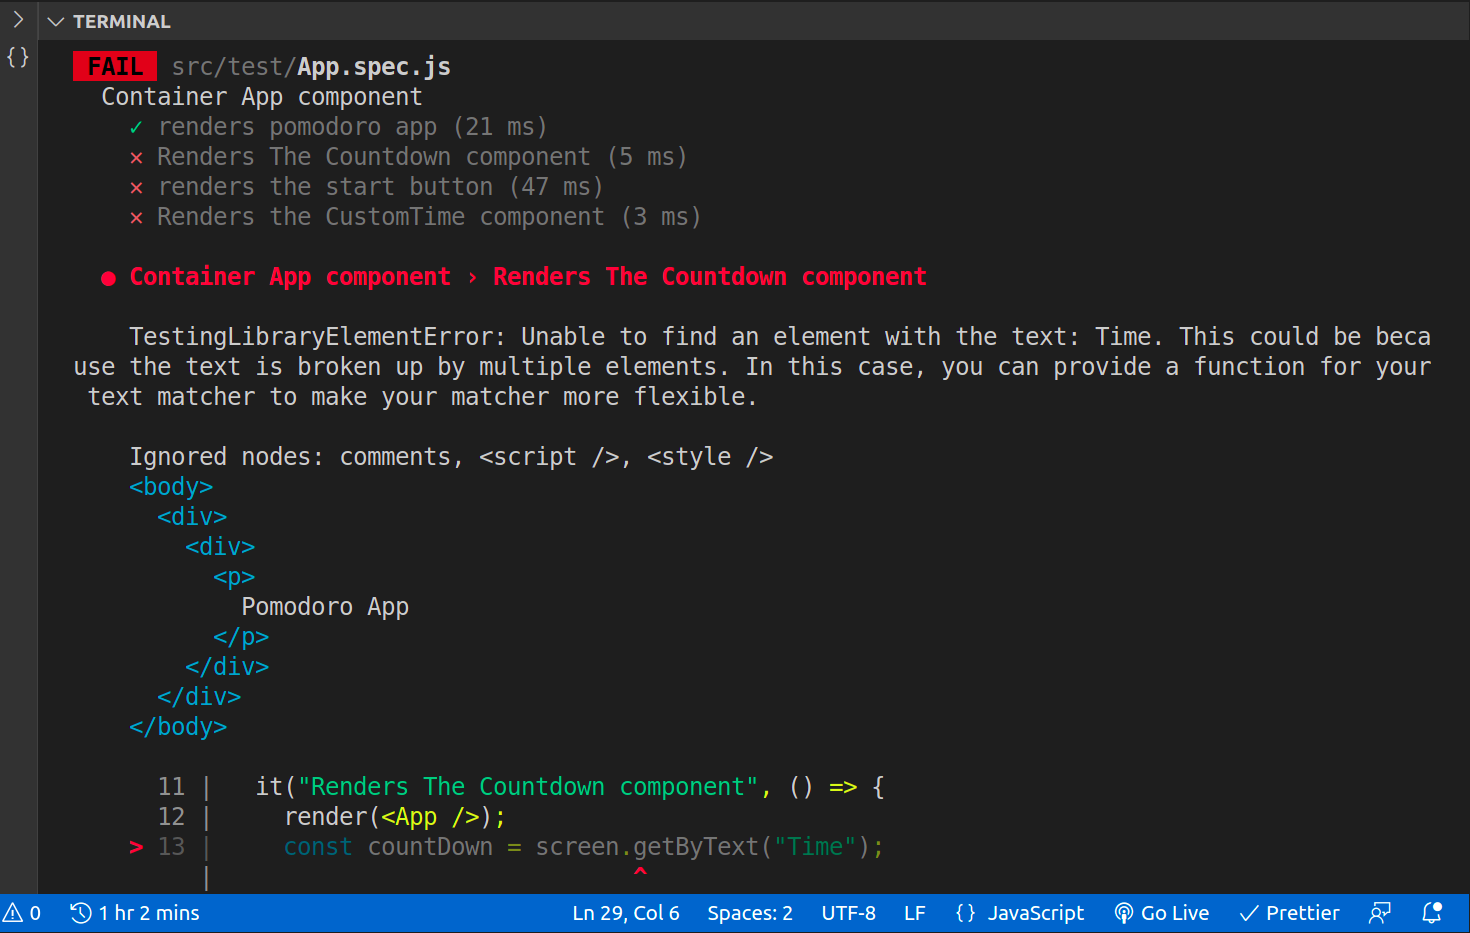 TERMINAL
FAIL src/test/App.spec.js
Container App component
✓ renders pomodoro app (21 ms)
✕ Renders The Countdown component (5 ms)
✕ renders the start button (47 ms)
✕ Renders the CustomTime component (3 ms)
● Container App component › Renders The Countdown component
TestingLibraryElementError: Unable to find an element with the text: Time. This could be beca
use the text is broken up by multiple elements. In this case, you can provide a function for your
text matcher to make your matcher more flexible.
Ignored nodes: comments, <script />, <style />
<body>
<div>
<div>
<p>
Pomodoro App
</p>
</div>
</div>
</body>
11 | it("Renders The Countdown component", () => {
12 | render(<App />);
> 13 | const countDown = screen.getByText("Time");
| ^
0 1 hr 2 mins Ln 29, Col 6 Spaces: 2 UTF-8 LF {} JavaScript Go Live ✓ Prettier